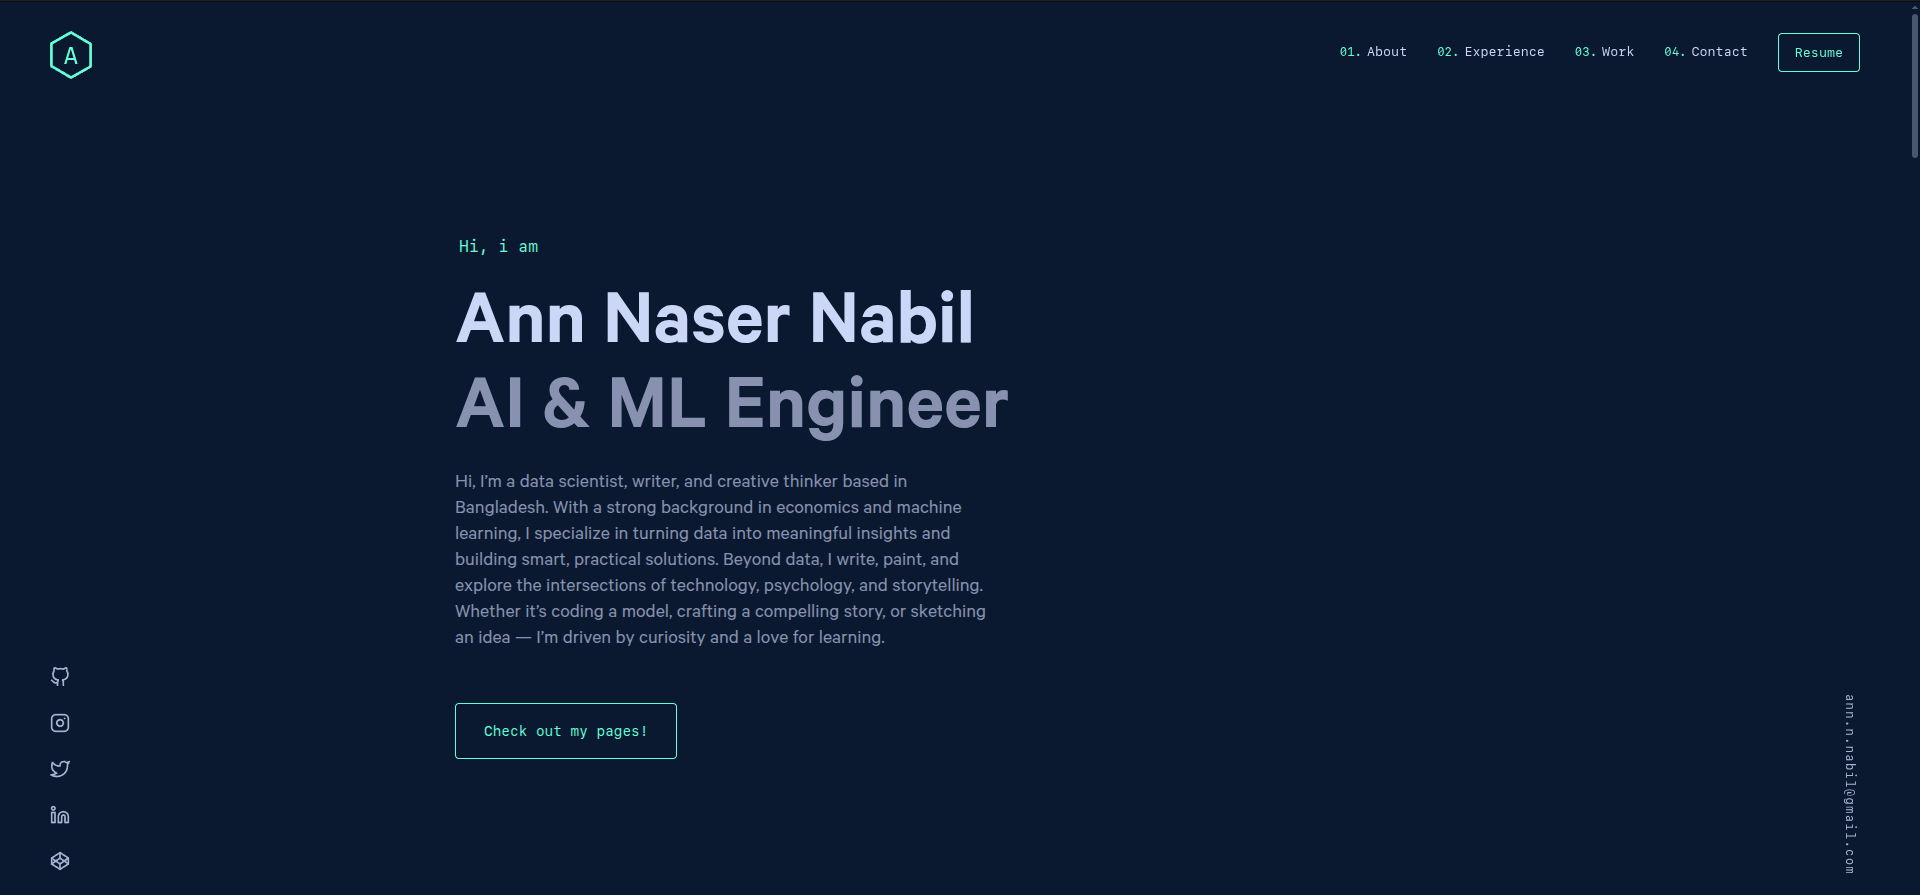 A
01. About 02. Experience 03. Work 04. Contact Resume
Hi, i am
Ann Naser Nabil
AI & ML Engineer
Hi, I’m a data scientist, writer, and creative thinker based in
Bangladesh. With a strong background in economics and machine
learning, I specialize in turning data into meaningful insights and
building smart, practical solutions. Beyond data, I write, paint, and
explore the intersections of technology, psychology, and storytelling.
Whether it’s coding a model, crafting a compelling story, or sketching
an idea — I’m driven by curiosity and a love for learning.
Check out my pages!
ann.n.nabil@gmail.com